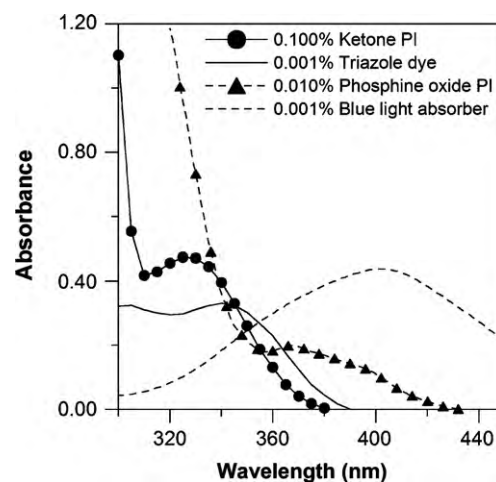 1.20
0.80
0.40
0.00
Absorbance
0.100% Ketone PI
0.001% Triazole dye
0.010% Phosphine oxide PI
0.001% Blue light absorber
320 360 400 440
Wavelength (nm)